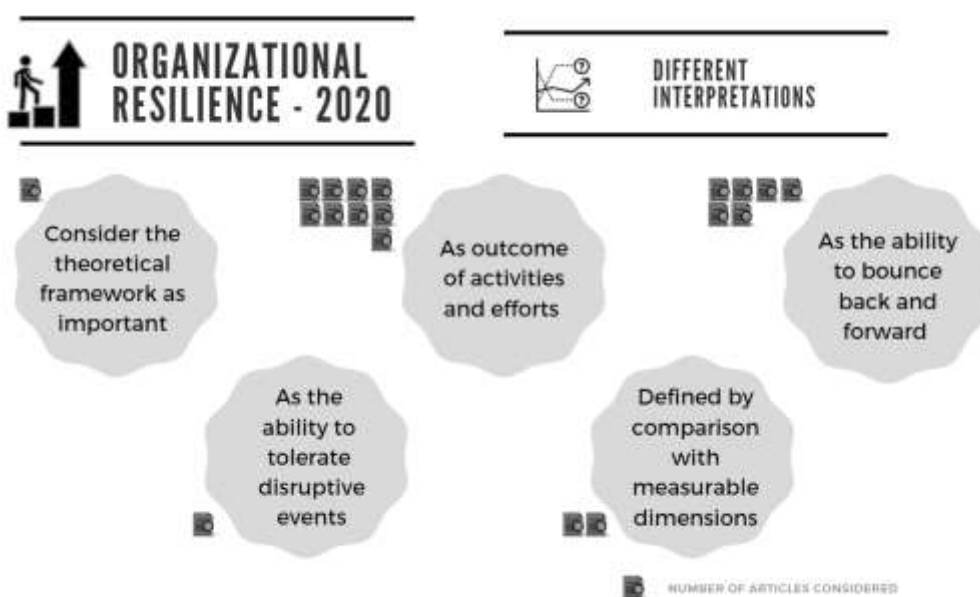 ORGANIZATIONAL
RESILIENCE - 2020
DIFFERENT
INTERPRETATIONS
Consider the
theoretical
framework as
important
As outcome
of activities
and efforts
As the ability
to bounce
back and
forward
As the
ability to
tolerate
disruptive
events
Defined by
comparison
with
measurable
dimensions
NUMBER OF ARTICLES CONSIDERED